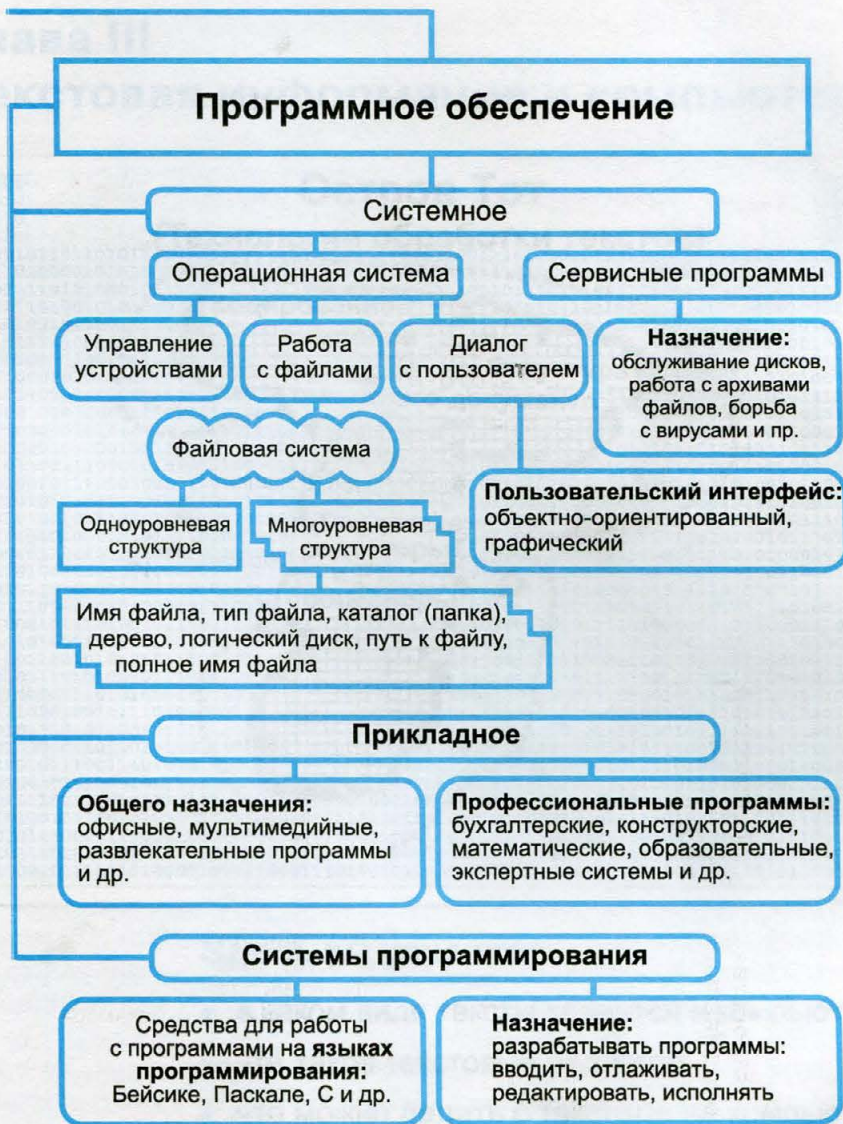 Программное обеспечение
Системное
Операционная система
Сервисные программы
Управление
устройствами
Работа
с файлами
Диалог
с пользователем
Назначение:
обслуживание дисков,
работа с архивами
файлов, борьба
с вирусами и пр.
Файловая система
Пользовательский интерфейс:
объектно-ориентированный,
графический
Одноуровневая
структура
Многоуровневая
структура
Имя файла, тип файла, каталог (папка),
дерево, логический диск, путь к файлу,
полное имя файла
Прикладное
Общего назначения:
офисные, мультимедийные,
развлекательные программы
и др.
Профессиональные программы:
бухгалтерские, конструкторские,
математические, образовательные,
экспертные системы и др.
Системы программирования
Средства для работы
с программами на языках
программирования:
Бейсике, Паскале, С и др.
Назначение:
разрабатывать программы:
вводить, отлаживать,
редактировать, исполнять